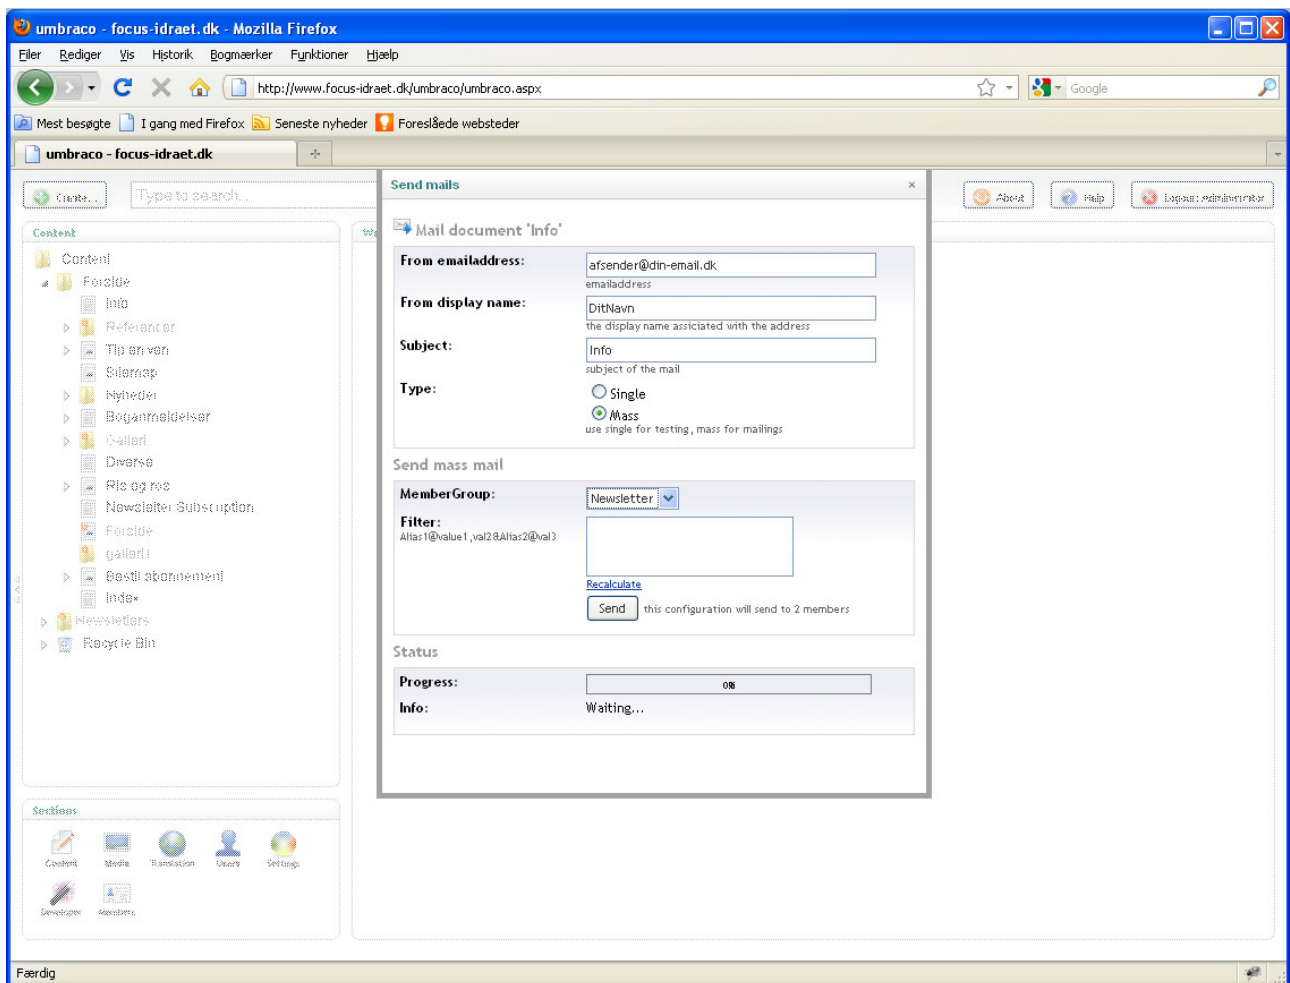 umbraco - focus-idraet.dk - Mozilla Firefox
Filer Rediger Vis Historik Bogmærker Funktioner Hjælp
http://www.focus-idraet.dk/umbraco/umbraco.aspx
Google
Mest besøgte I gang med Firefox Seneste nyheder Foreslåede websteder
umbraco - focus-idraet.dk
Create...
Type to search...
Send mails
About
Help
Logout: Administrator
Content
Content
Forside
Info
Referencer
Tip en ven
Sitemap
Nyheder
Boganmeldelser
Galleri
Diverse
Ris og ros
Newsletter Subscription
Forside
galleri1
Bestil abonnement
Index
Newsletters
Recycle Bin
Mail document 'Info'
From emailaddress:
afsender@din-email.dk
emailaddress
From display name:
DitNavn
the display name assiciated with the address
Subject:
Info
subject of the mail
Type:
Single
Mass
use single for testing, mass for mailings
Send mass mail
MemberGroup:
Newsletter
Filter:
Alias1@value1,val2&Alias2@val3
Recalculate
Send this configuration will send to 2 members
Status
Progress:
0%
Info:
Waiting...
Sections
Content Media Translation Users Settings
Developer Members
Færdig